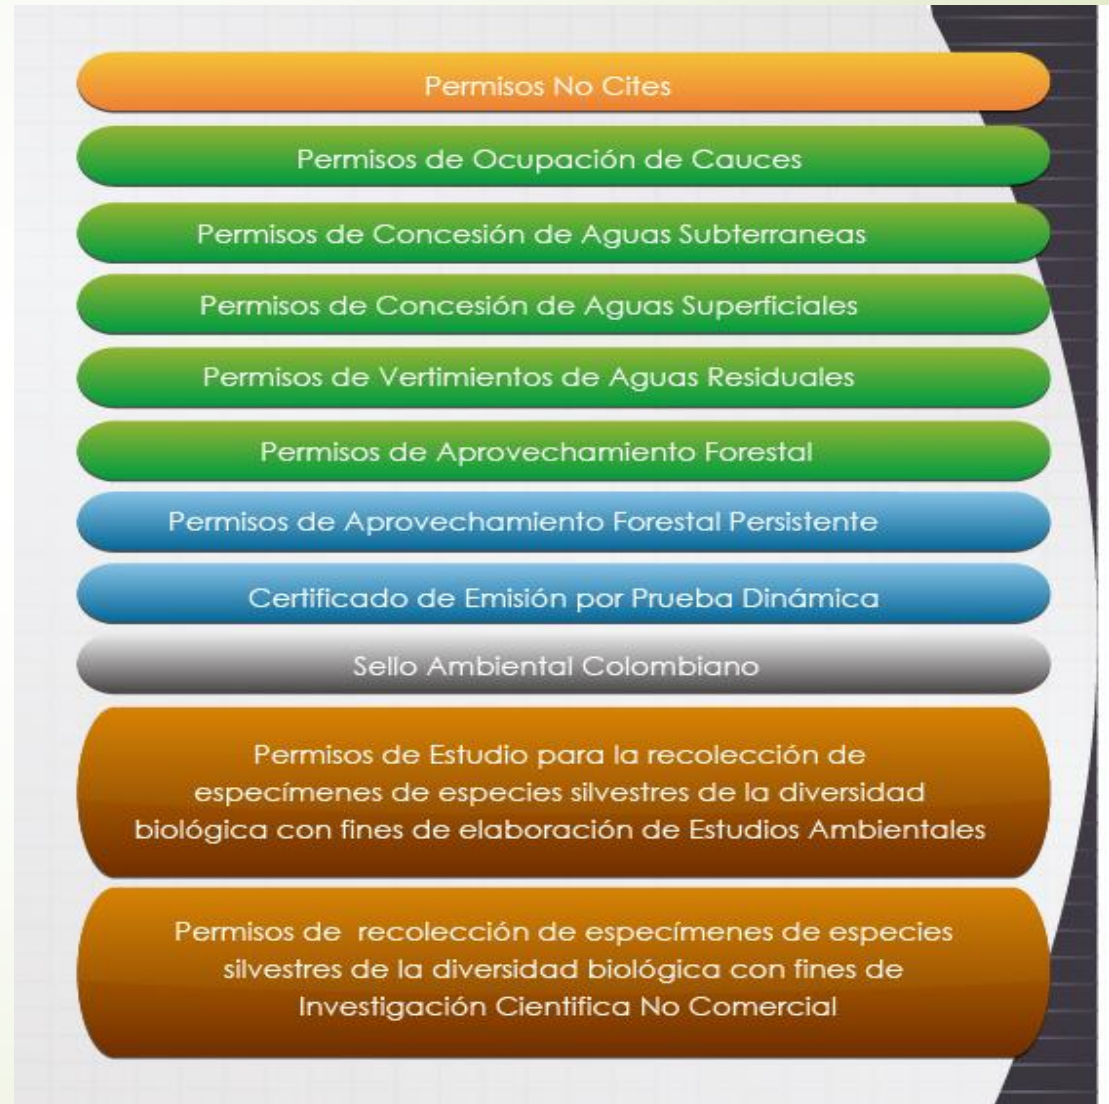 Permisos No Cites
Permisos de Ocupación de Cauces
Permisos de Concesión de Aguas Subterraneas
Permisos de Concesión de Aguas Superficiales
Permisos de Vertimientos de Aguas Residuales
Permisos de Aprovechamiento Forestal
Permisos de Aprovechamiento Forestal Persistente
Certificado de Emisión por Prueba Dinámica
Sello Ambiental Colombiano
Permisos de Estudio para la recolección de
especímenes de especies silvestres de la diversidad
biológica con fines de elaboración de Estudios Ambientales
Permisos de recolección de especímenes de especies
silvestres de la diversidad biológica con fines de
Investigación Cientifica No Comercial